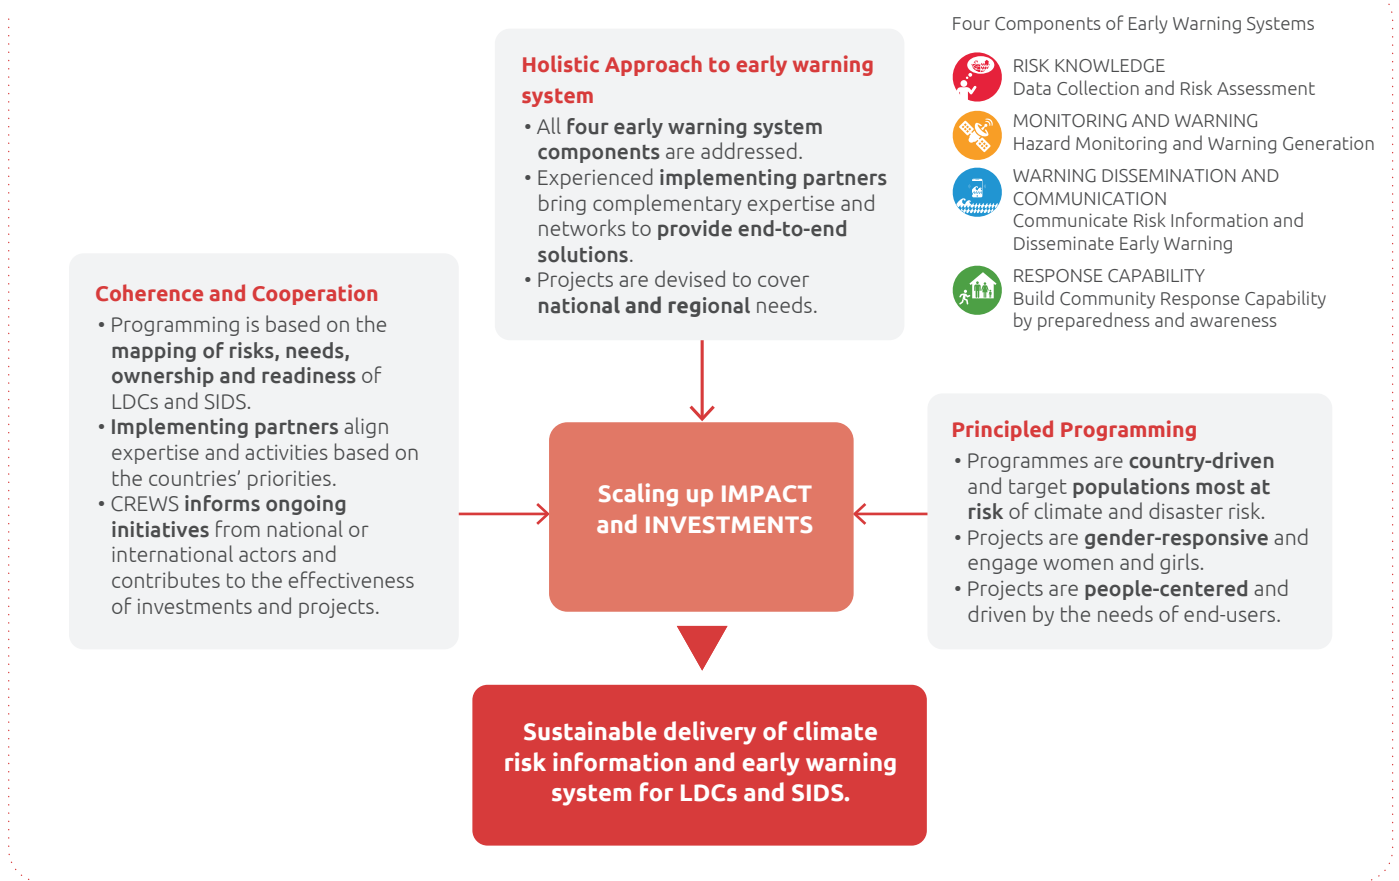 Four Components of Early Warning Systems
RISK KNOWLEDGE
Data Collection and Risk Assessment
MONITORING AND WARNING
Hazard Monitoring and Warning Generation
WARNING DISSEMINATION AND
COMMUNICATION
Communicate Risk Information and
Disseminate Early Warning
RESPONSE CAPABILITY
Build Community Response Capability
by preparedness and awareness
Holistic Approach to early warning
system
• All four early warning system
components are addressed.
• Experienced implementing partners
bring complementary expertise and
networks to provide end-to-end
solutions.
• Projects are devised to cover
national and regional needs.
Coherence and Cooperation
• Programming is based on the
mapping of risks, needs,
ownership and readiness of
LDCs and SIDS.
• Implementing partners align
expertise and activities based on
the countries’ priorities.
• CREWS informs ongoing
initiatives from national or
international actors and
contributes to the effectiveness
of investments and projects.
Scaling up IMPACT
and INVESTMENTS
Principled Programming
• Programmes are country-driven
and target populations most at
risk of climate and disaster risk.
• Projects are gender-responsive and
engage women and girls.
• Projects are people-centered and
driven by the needs of end-users.
Sustainable delivery of climate
risk information and early warning
system for LDCs and SIDS.